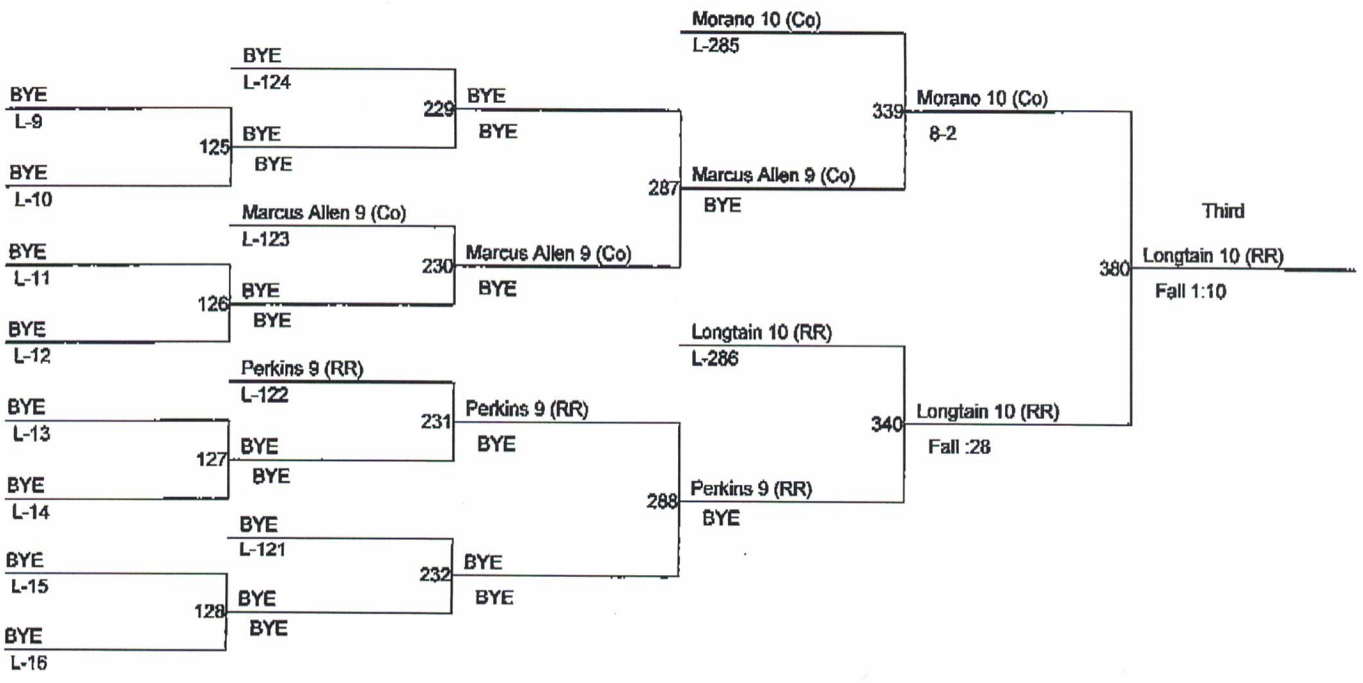 BYE
L-9
BYE
L-10
BYE
L-11
BYE
L-12
BYE
L-13
BYE
L-14
BYE
L-15
BYE
L-16
125
126
127
128
BYE
L-124
BYE
BYE
Marcus Allen 9 (Co)
L-123
BYE
BYE
Perkins 9 (RR)
L-122
BYE
BYE
BYE
L-121
BYE
BYE
229
230
231
232
BYE
BYE
Marcus Allen 9 (Co)
BYE
Perkins 9 (RR)
BYE
BYE
BYE
287
288
Morano 10 (Co)
L-285
Marcus Allen 9 (Co)
BYE
Longtain 10 (RR)
L-286
Perkins 9 (RR)
BYE
339
340
Morano 10 (Co)
8-2
Longtain 10 (RR)
Fall :28
380
Third
Longtain 10 (RR)
Fall 1:10